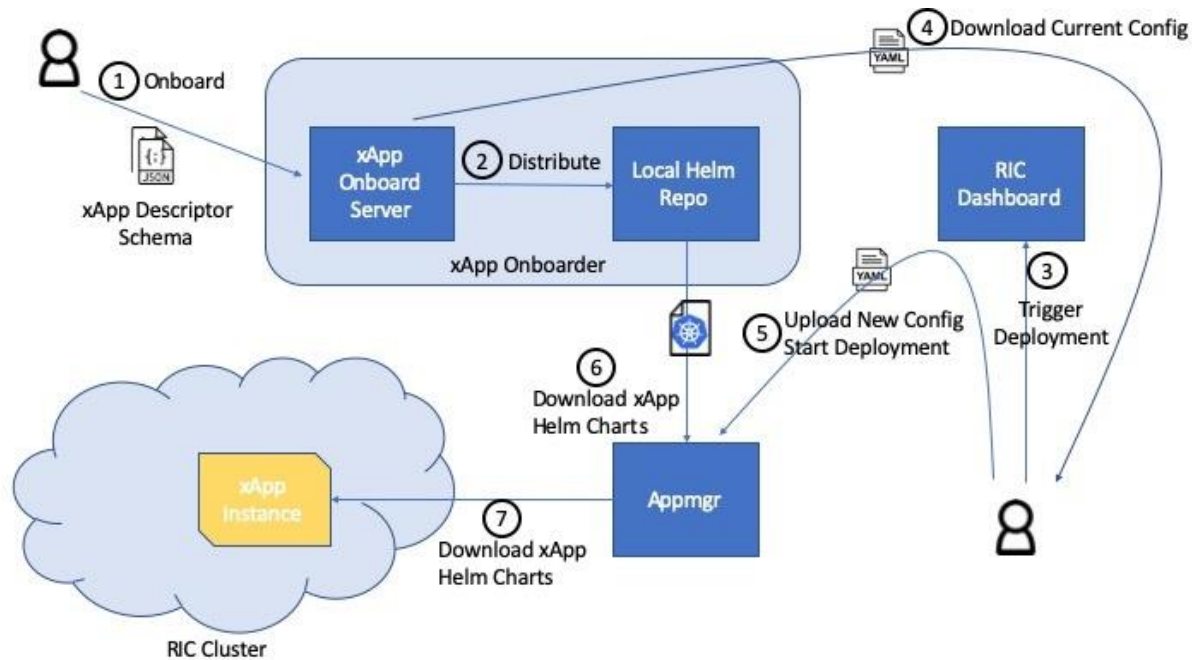 4 Download Current Config
YAML
1 Onboard
xApp
Onboard
Server
2 Distribute
Local Helm
Repo
RIC
Dashboard
{;}
JSON
xApp Descriptor
Schema
xApp Onboarder
YAML
3
Trigger
Deployment
5 Upload New Config
Start Deployment
6
Download xApp
Helm Charts
xApp
Instance
Appmgr
7
Download xApp
Helm Charts
RIC Cluster